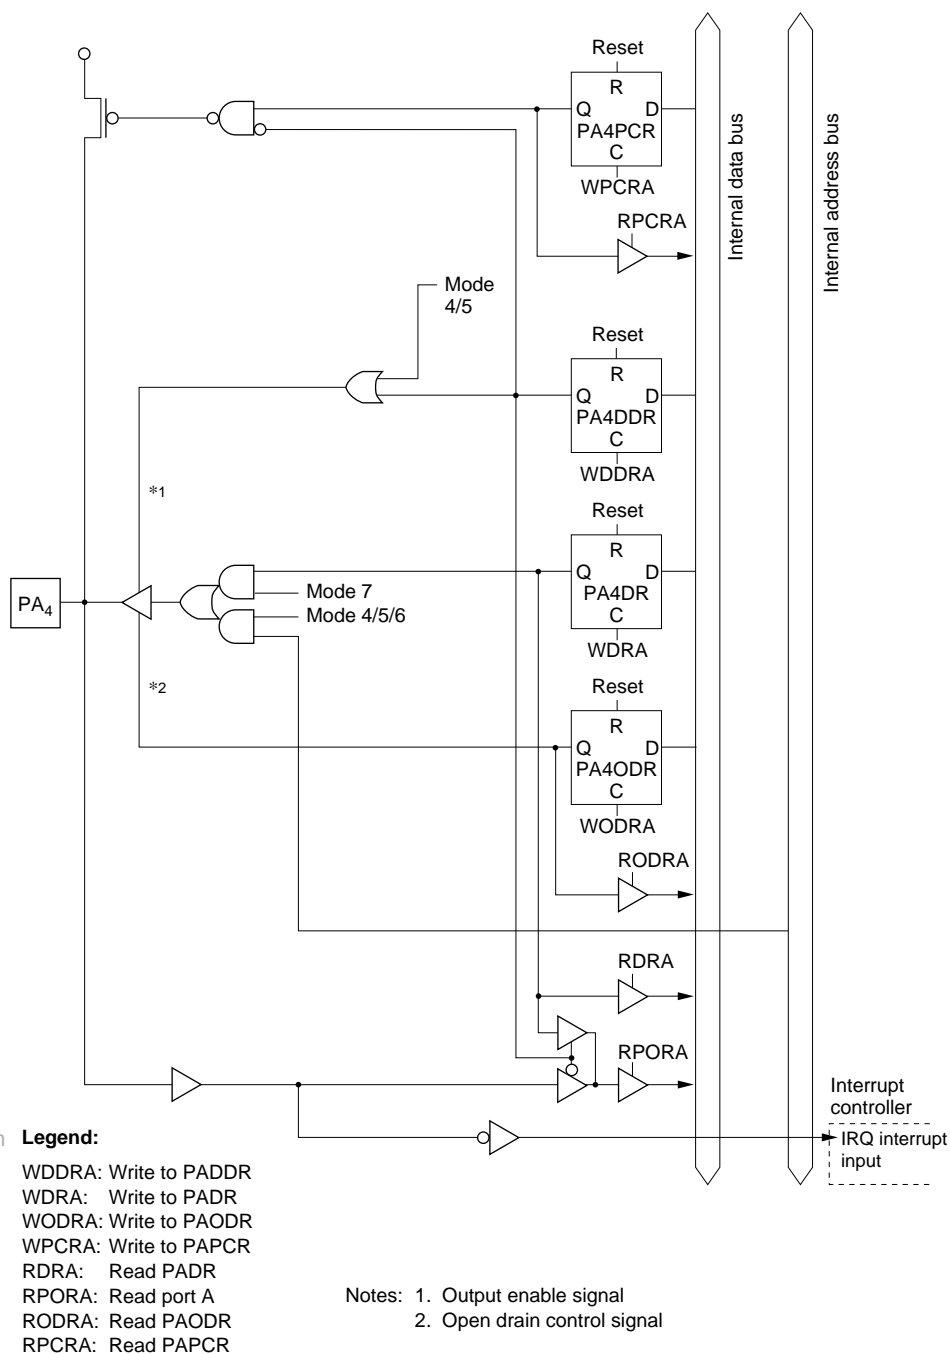 Reset
R
Q D
PA4PCR
C
WPCRA
RPCRA
Internal data bus
Internal address bus
Mode
4/5
Reset
R
Q D
PA4DDR
C
WDDRA
*1
Reset
R
Q D
PA4DR
C
WDRA
Mode 7
Mode 4/5/6
PA4
*2
Reset
R
Q D
PA4ODR
C
WODRA
RODRA
RDRA
RPORA
Interrupt
controller
IRQ interrupt
input
Legend:
WDDRA: Write to PADDR
WDRA: Write to PADR
WODRA: Write to PAODR
WPCRA: Write to PAPCR
RDRA: Read PADR
RPORA: Read port A
RODRA: Read PAODR
RPCRA: Read PAPCR
Notes: 1. Output enable signal
2. Open drain control signal